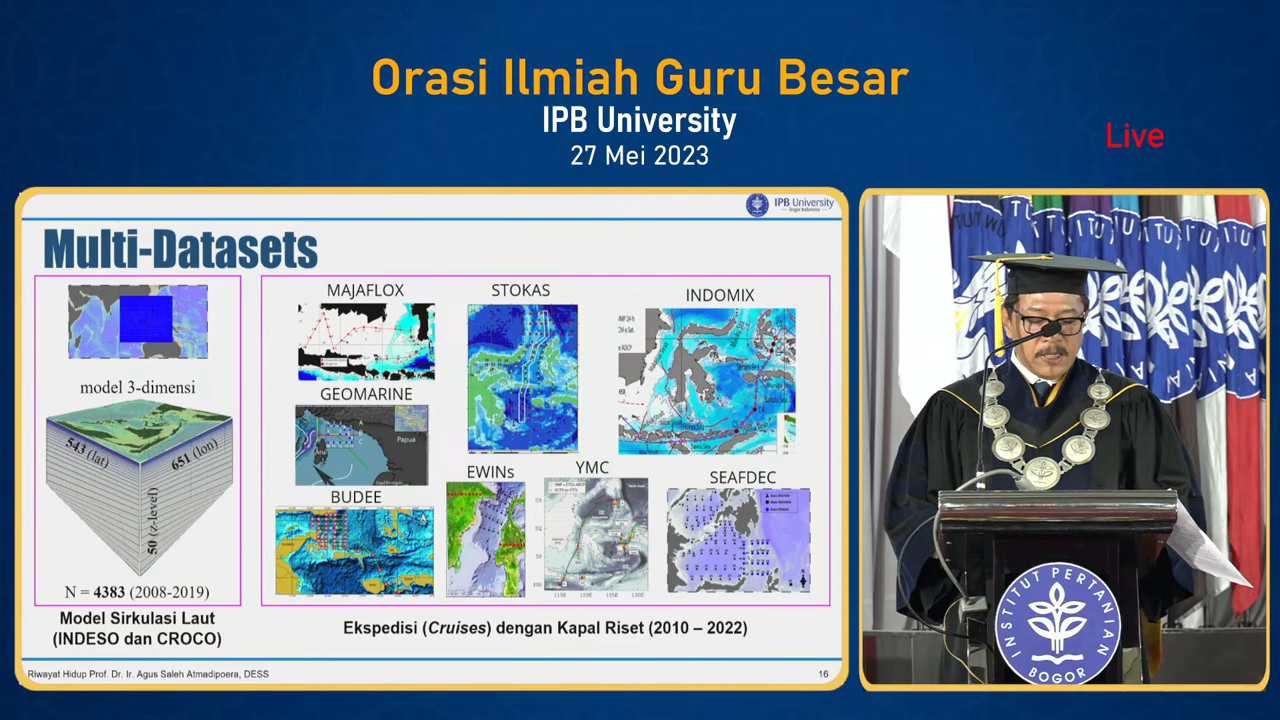 Orasi Ilmiah Guru Besar
IPB University
27 Mei 2023
Live
IPB University
Bogor Indonesia
Multi-Datasets
model 3-dimensi
543 (lat)
651 (lon)
50 (z-level)
N = 4383 (2008-2019)
Model Sirkulasi Laut
(INDESO dan CROCO)
MAJAFLOX
STOKAS
INDOMIX
GEOMARINE
Aru
Papua
BUDEE
EWINs
YMC
SEAFDEC
Ekspedisi (Cruises) dengan Kapal Riset (2010 – 2022)
Riwayat Hidup Prof. Dr. Ir. Agus Saleh Atmadipoera, DESS
16
INSTITUT PERTANIAN
BOGOR